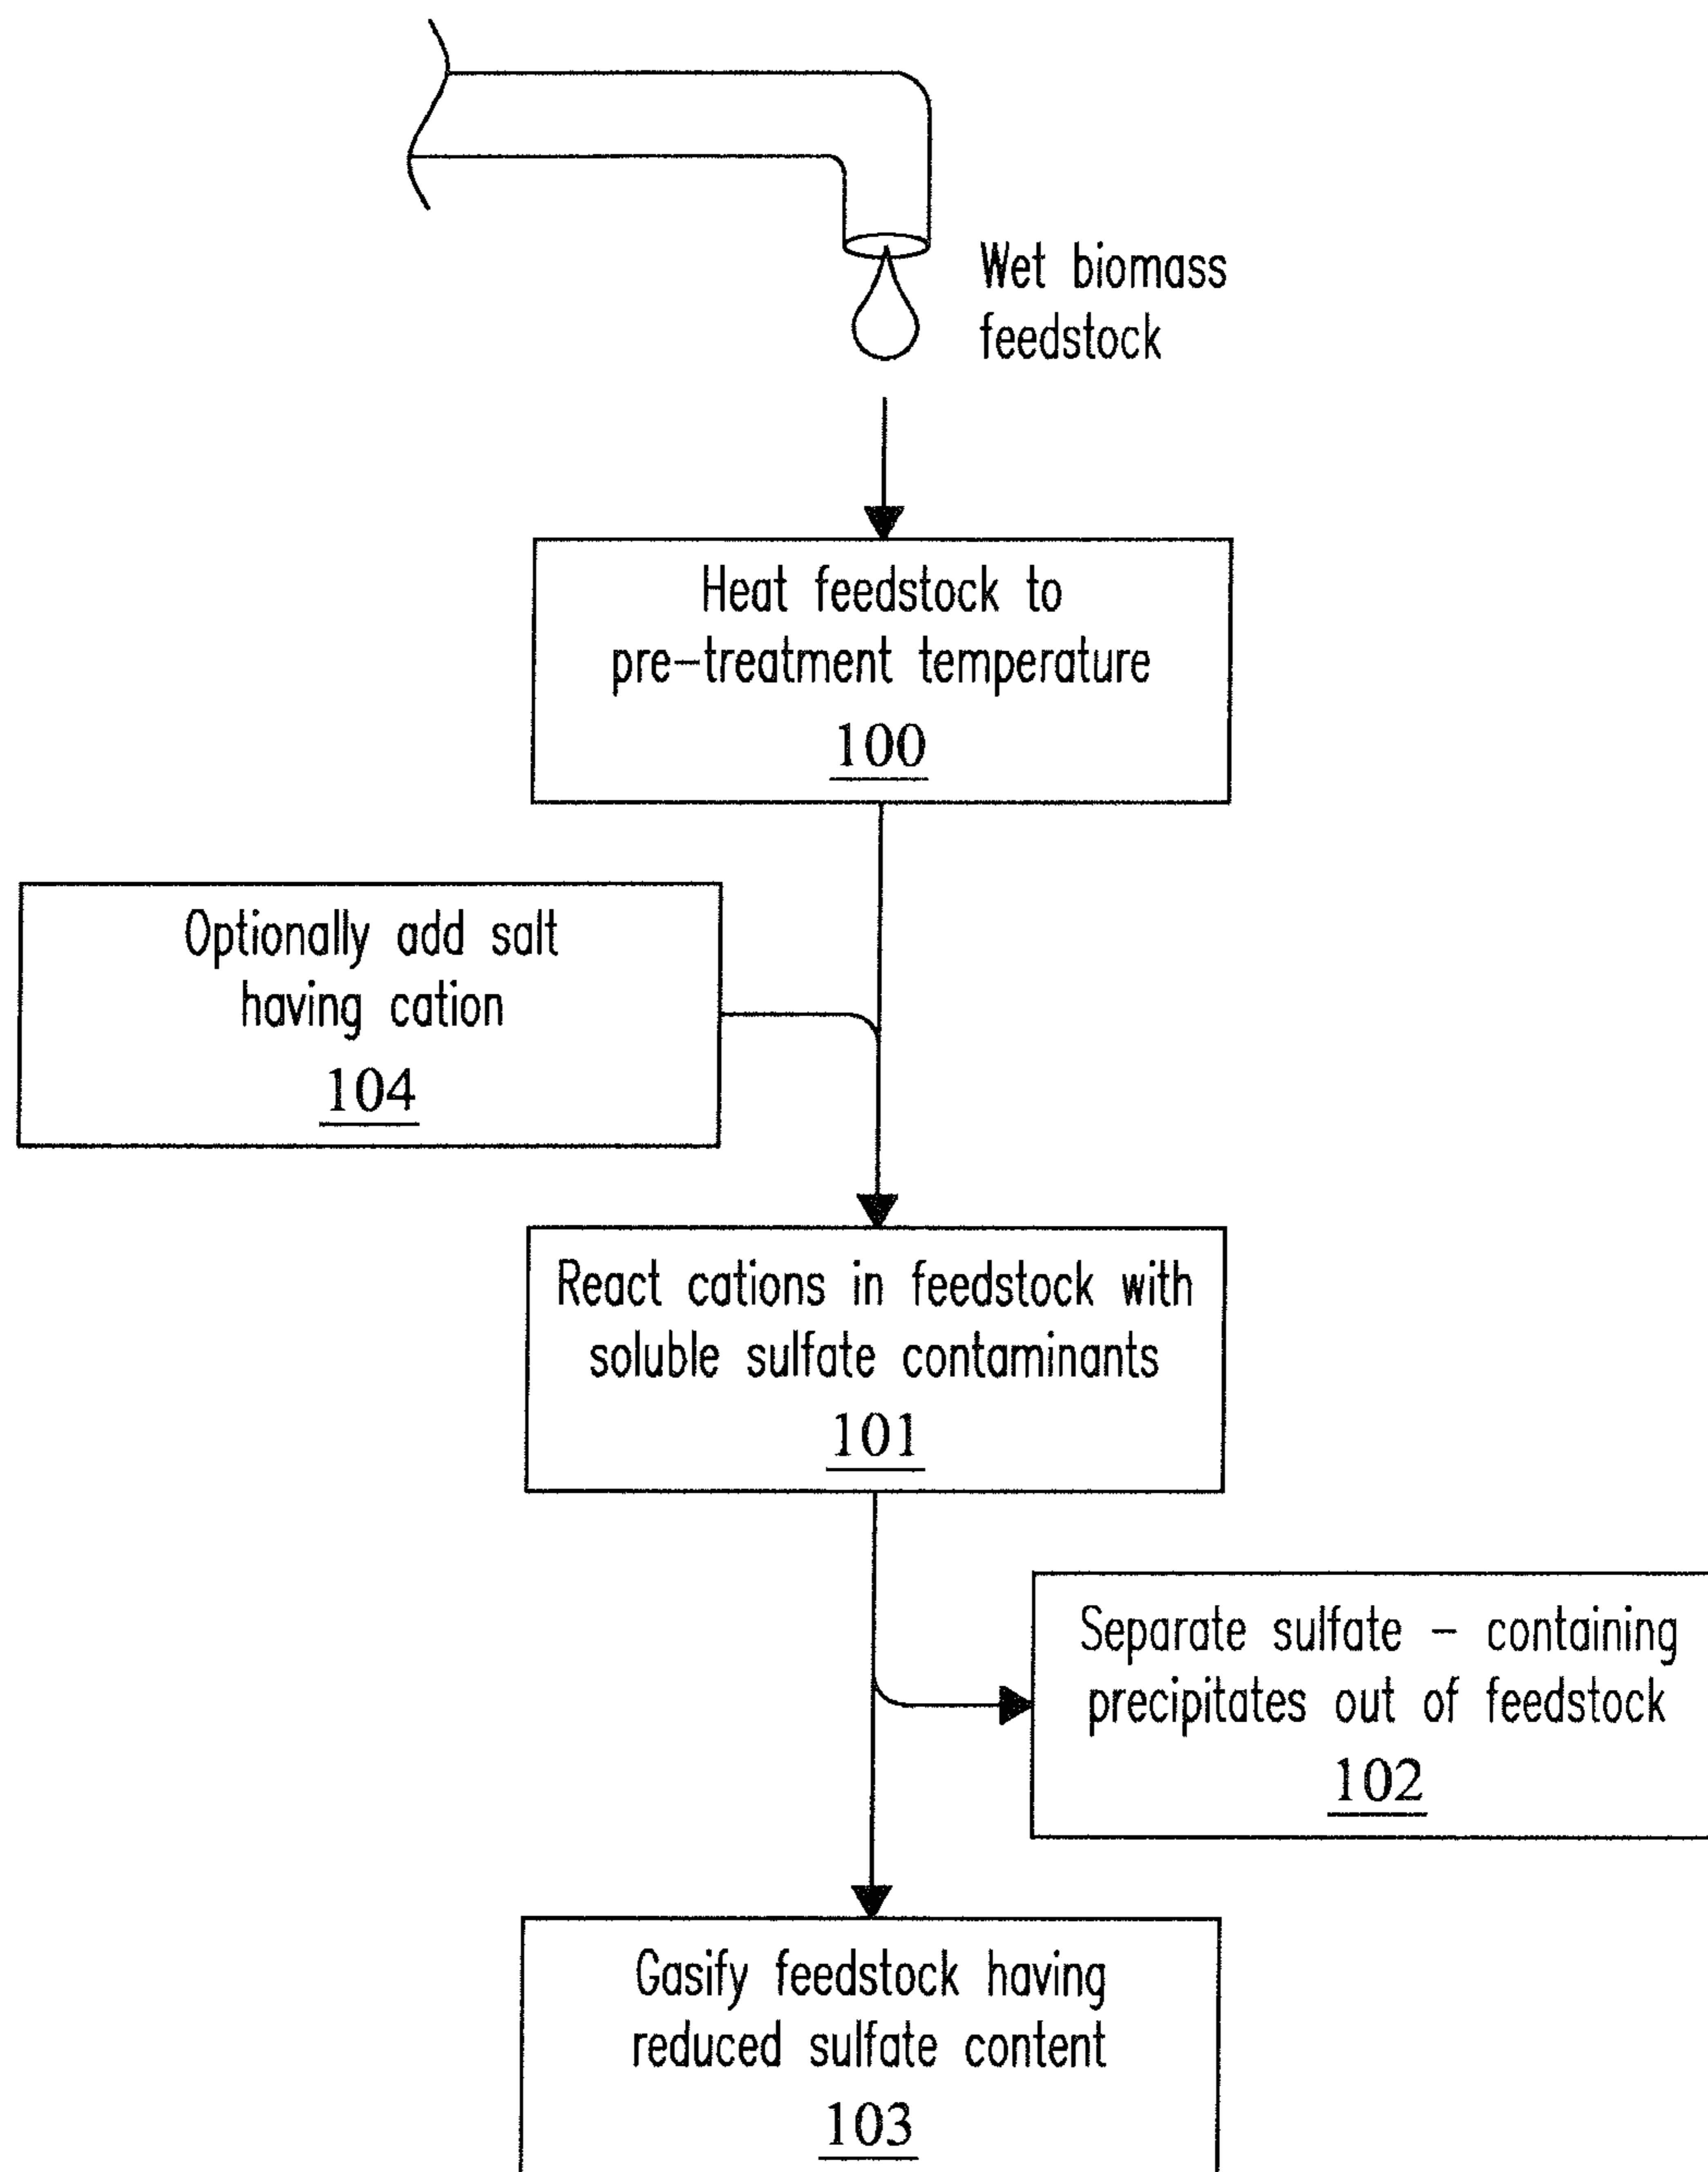 Wet biomass
feedstock
Heat feedstock to
pre-treatment temperature
100
Optionally add salt
having cation
104
React cations in feedstock with
soluble sulfate contaminants
101
Separate sulfate - containing
precipitates out of feedstock
102
Gasify feedstock having
reduced sulfate content
103